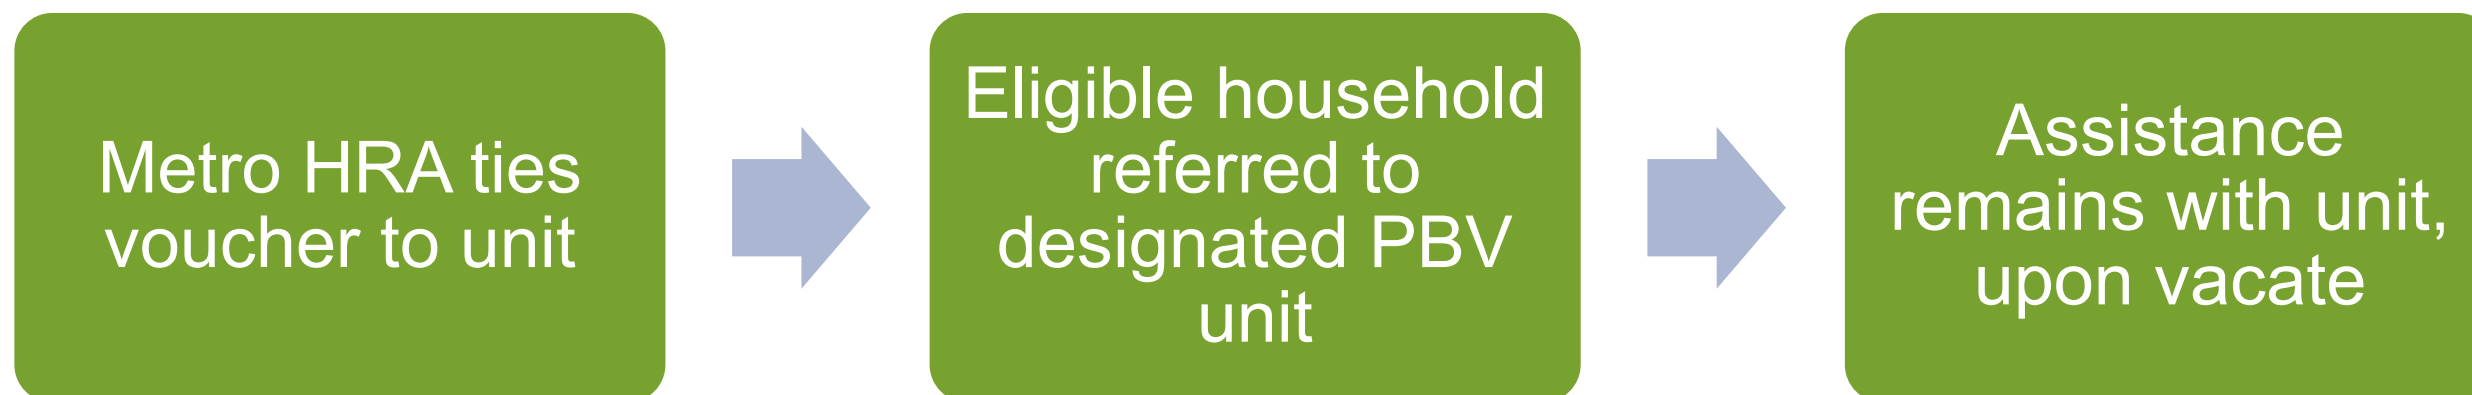 Metro HRA ties
voucher to unit
Eligible household
referred to
designated PBV
unit
Assistance
remains with unit,
upon vacate